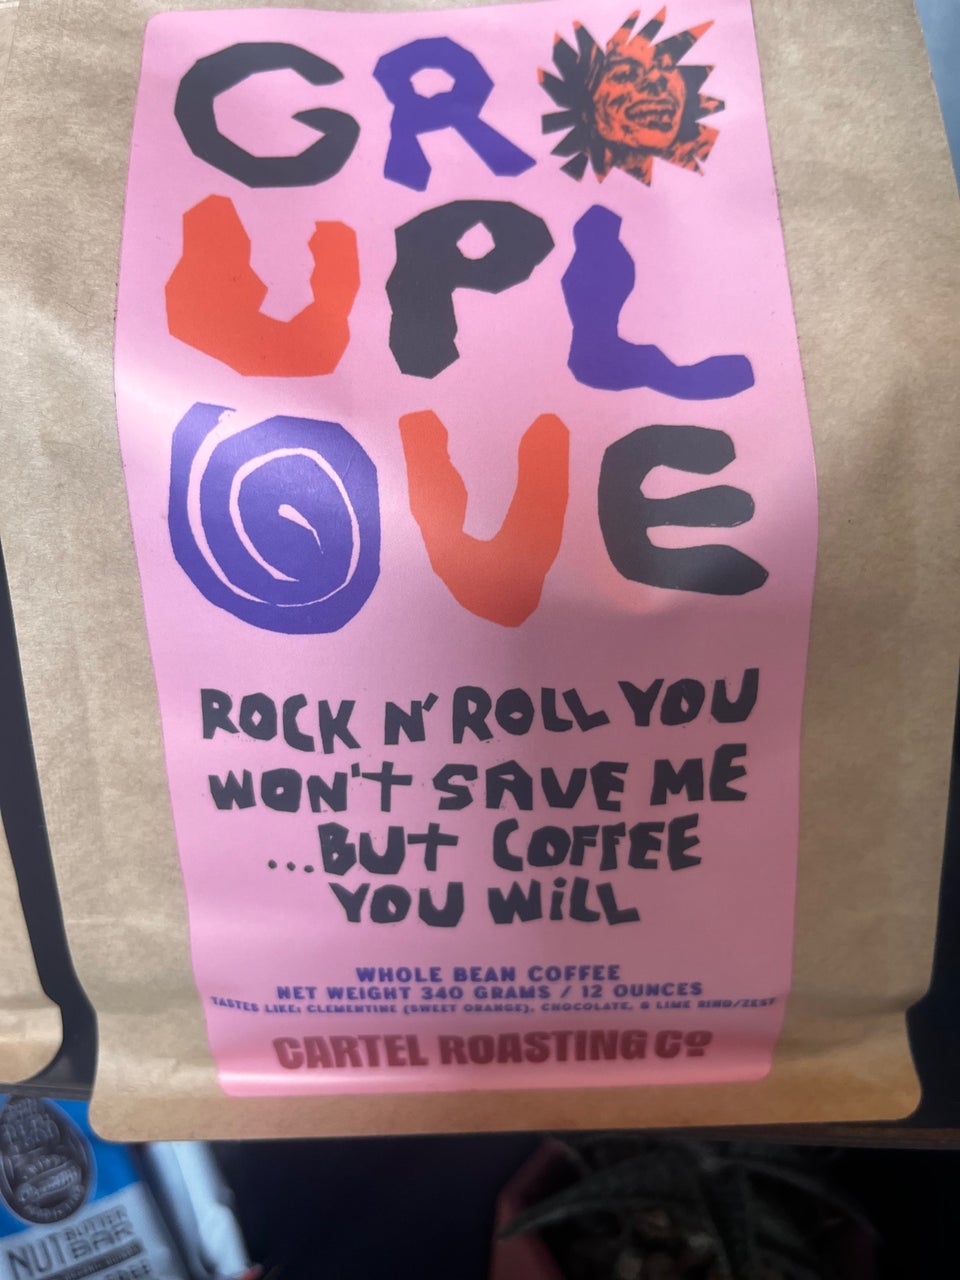 GRO
UPL
OVE
ROCK N' ROLL YOU
WON'T SAVE ME
...BUT COFFEE
YOU WiLL
WHOLE BEAN COFFEE
NET WEIGHT 340 GRAMS / 12 OUNCES
TASTES LIKE: CLEMENTINE (SWEET ORANGE), CHOCOLATE, & LIME RIND/ZEST
CARTEL ROASTING Cº
NUT BUTTER
BAR